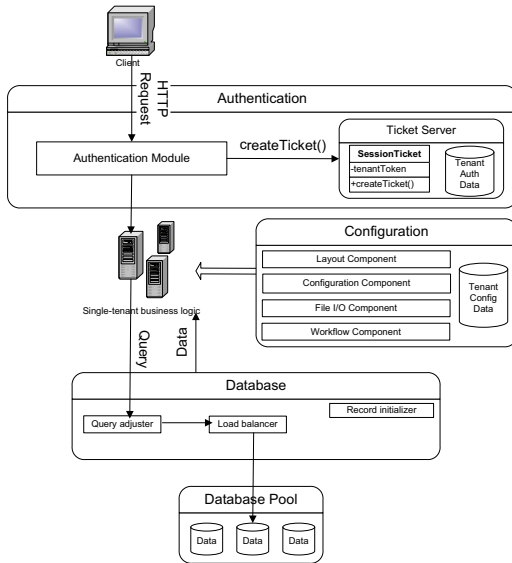 Client
HTTP
Request
Authentication
Authentication Module
createTicket()
Ticket Server
SessionTicket
-tenantToken
+createTicket()
Tenant
Auth
Data
Configuration
Layout Component
Configuration Component
File I/O Component
Workflow Component
Tenant
Config
Data
Single-tenant business logic
Query
Data
Database
Record initializer
Query adjuster
Load balancer
Database Pool
Data
Data
Data